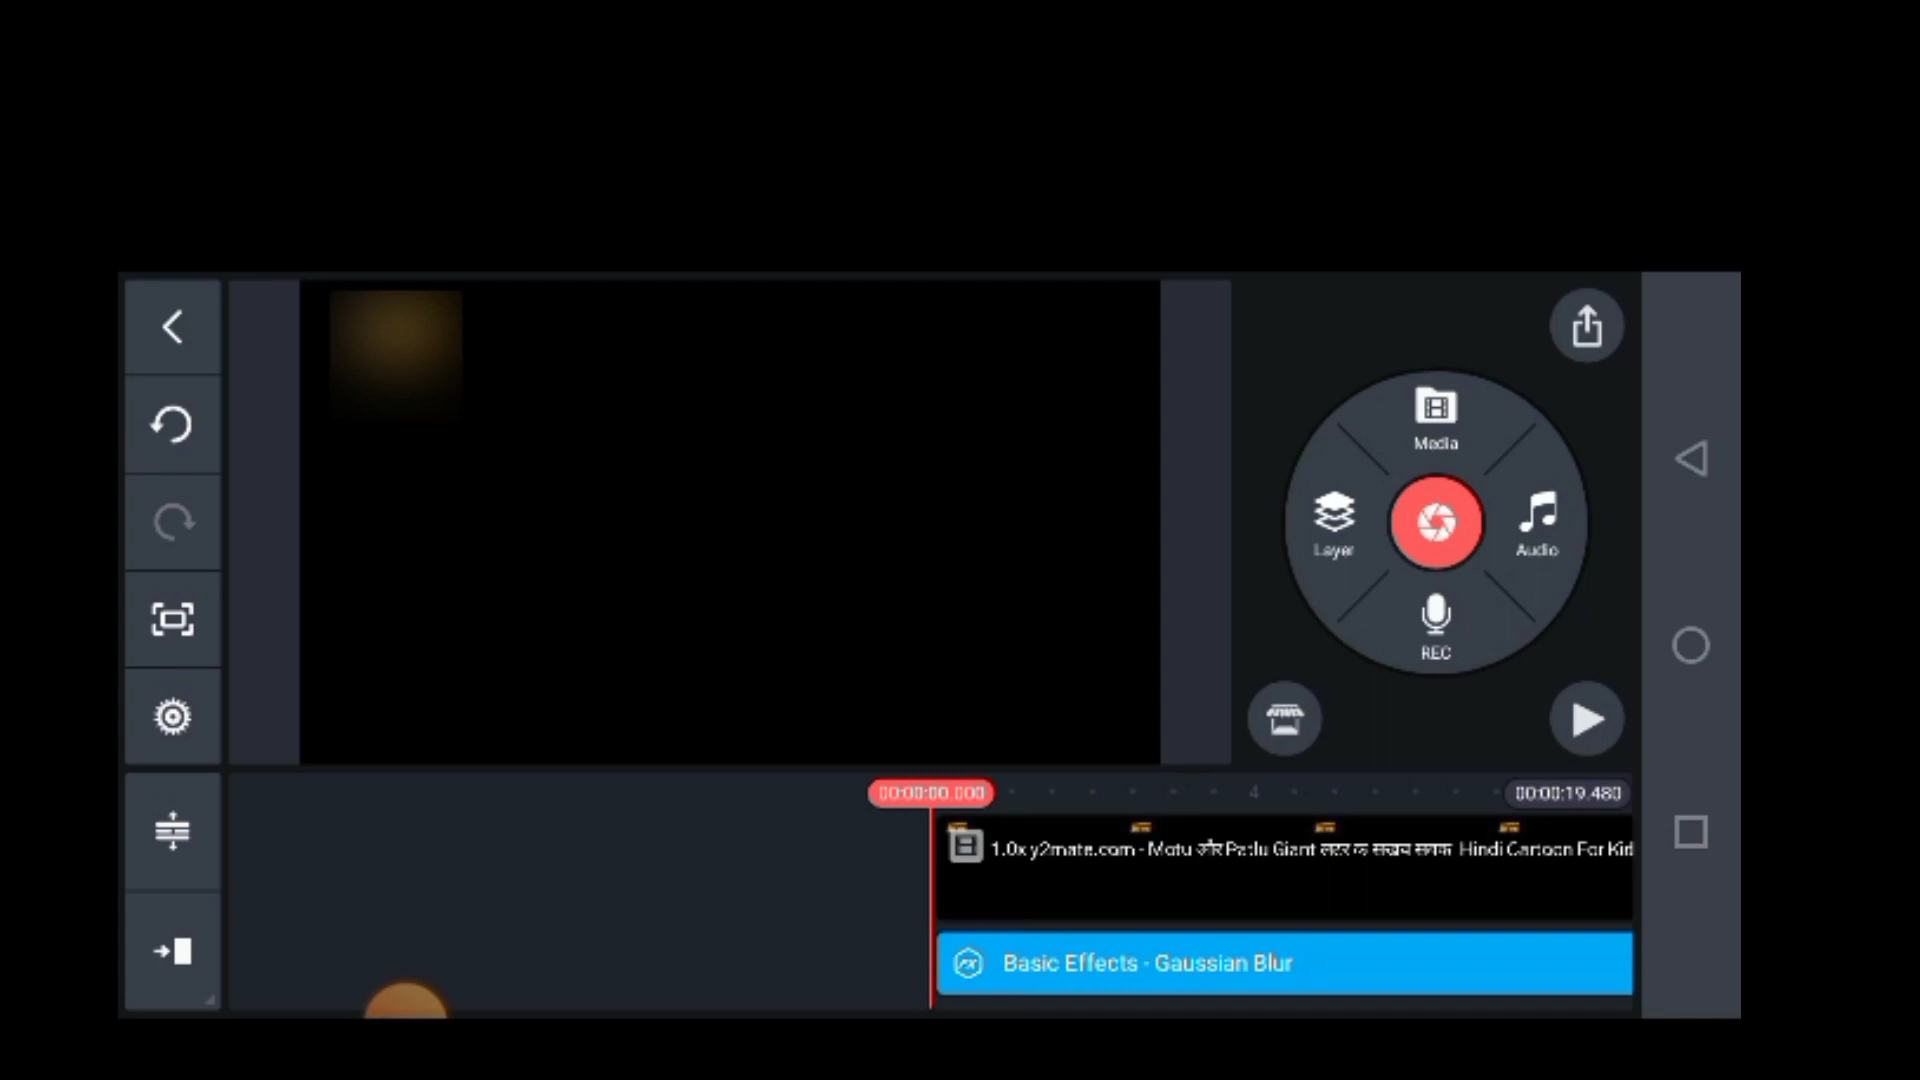 Media
Layer
Audio
REC
00:00:00.000
4
00:00:19.480
1.0x y2mate.com - Motu और Patlu Giant Hindi Cartoon For Kid
Basic Effects - Gaussian Blur